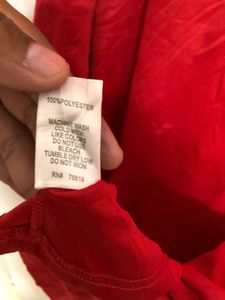 100%POLYESTER
MACHINE WASH
COLD WITH
LIKE COLORS
DO NOT USE
BLEACH
TUMBLE DRY LOW
DO NOT IRON
RN# 76619